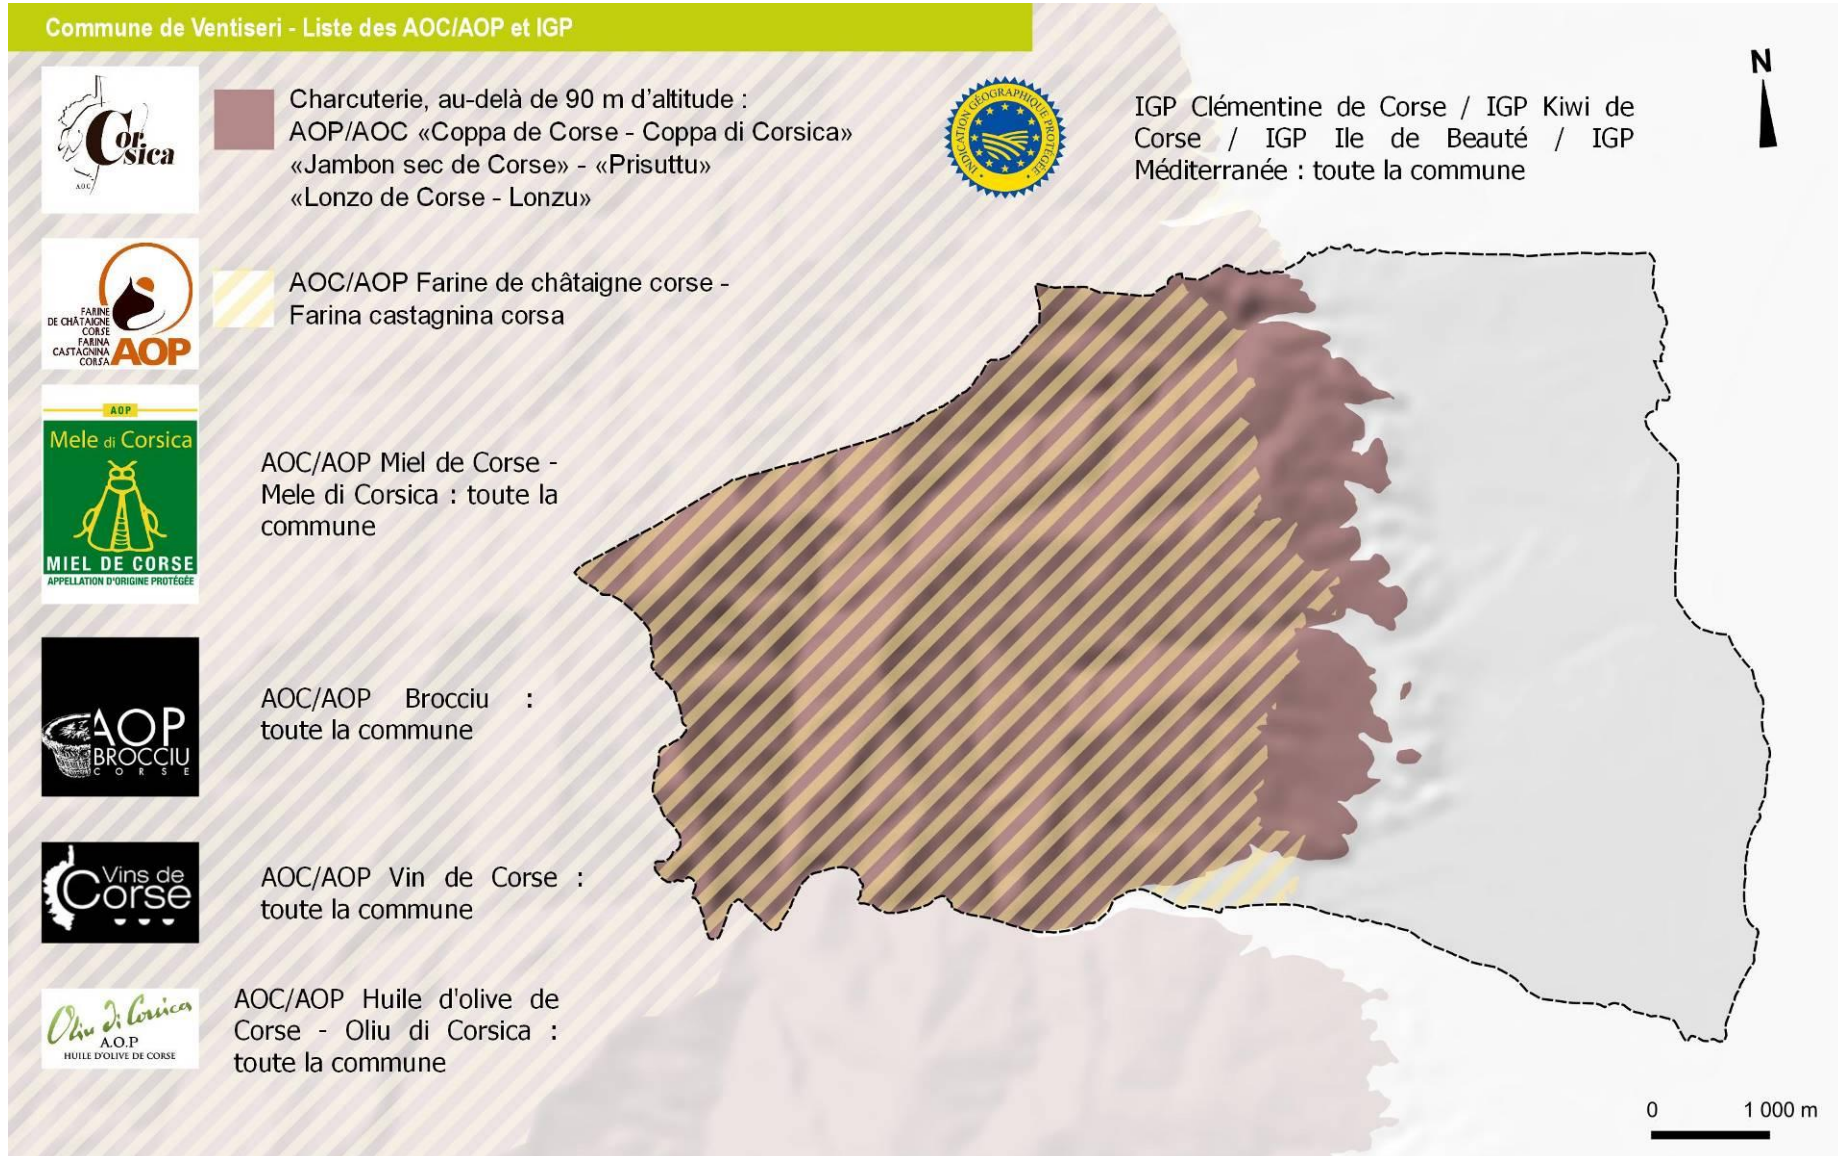 Commune de Ventiseri - Liste des AOC/AOP et IGP
Corsica
A.O.C
Charcuterie, au-delà de 90 m d'altitude :
AOP/AOC «Coppa de Corse - Coppa di Corsica»
«Jambon sec de Corse» - «Prisuttu»
«Lonzo de Corse - Lonzu»
INDICATION GÉOGRAPHIQUE PROTÉGÉE
IGP Clémentine de Corse / IGP Kiwi de
Corse / IGP Ile de Beauté / IGP
Méditerranée : toute la commune
N
FARINE
DE CHÂTAIGNE
CORSE
FARINA
CASTAGNINA
CORSA AOP
AOC/AOP Farine de châtaigne corse -
Farina castagnina corsa
AOP
Mele di Corsica
MIEL DE CORSE
APPELLATION D'ORIGINE PROTÉGÉE
AOC/AOP Miel de Corse -
Mele di Corsica : toute la
commune
AOP
BROCCIU
CORSE
AOC/AOP Brocciu :
toute la commune
Vins de
Corse
AOC/AOP Vin de Corse :
toute la commune
Oliu di Corsica
A.O.P
HUILE D'OLIVE DE CORSE
AOC/AOP Huile d'olive de
Corse - Oliu di Corsica :
toute la commune
0 1 000 m